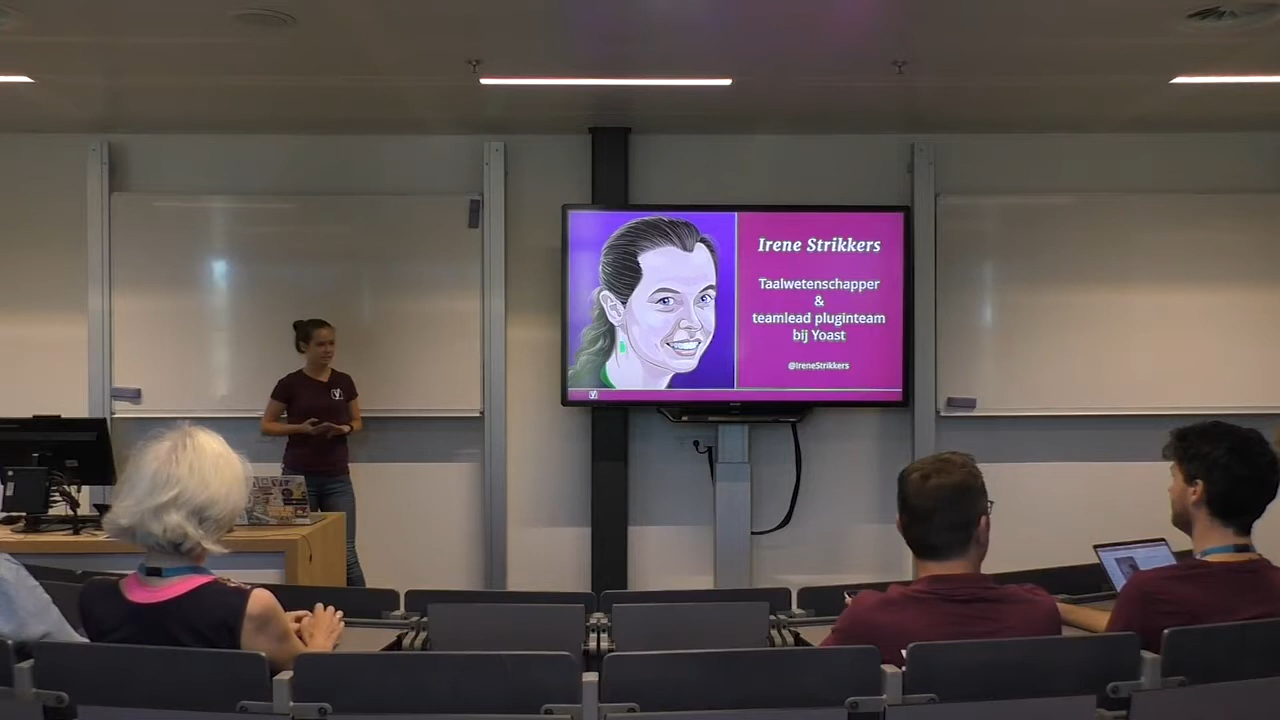 Irene Strikkers
Taalwetenschapper
&
teamlead pluginteam
bij Yoast
@IreneStrikkers